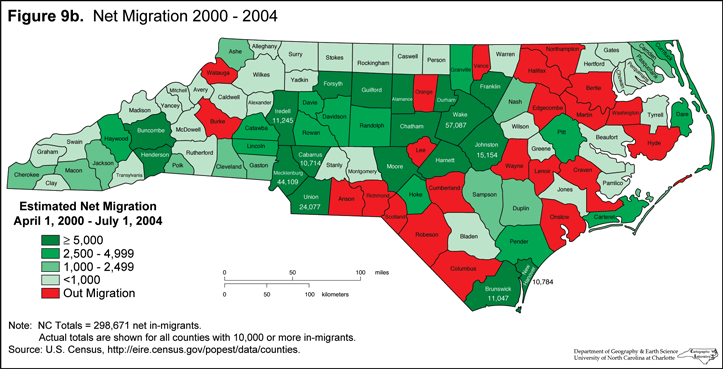 Figure 9b. Net Migration 2000 - 2004
Ashe
Alleghany
Surry
Stokes
Rockingham
Caswell
Person
Granville
Vance
Warren
Northampton
Gates
Hertford
Camden
Currituck
Pasquotank
Perquimans
Chowan
Halifax
Bertie
Watauga
Wilkes
Yadkin
Forsyth
Guilford
Alamance
Orange
Durham
Franklin
Nash
Edgecombe
Martin
Washington
Tyrrell
Dare
Mitchell
Avery
Caldwell
Alexander
Iredell
11,245
Davie
Davidson
Randolph
Chatham
Wake
57,087
Wilson
Pitt
Beaufort
Hyde
Madison
Yancey
Burke
Catawba
Rowan
Lee
Harnett
Johnston
15,154
Greene
Wayne
Lenoir
Craven
Pamlico
Haywood
Buncombe
McDowell
Lincoln
Cabarrus
10,714
Stanly
Montgomery
Moore
Swain
Graham
Jackson
Henderson
Rutherford
Cleveland
Gaston
Mecklenburg
44,109
Cherokee
Clay
Macon
Transylvania
Polk
Union
24,077
Anson
Richmond
Hoke
Cumberland
Sampson
Duplin
Jones
Onslow
Carteret
Scotland
Robeson
Bladen
Pender
Columbus
New Hanover
10,784
Brunswick
11,047
Estimated Net Migration
April 1, 2000 - July 1, 2004
≥ 5,000
2,500 - 4,999
1,000 - 2,499
<1,000
Out Migration
0 50 100
miles
0 50 100
kilometers
Note: NC Totals = 298,671 net in-migrants.
Actual totals are shown for all counties with 10,000 or more in-migrants.
Source: U.S. Census, http://eire.census.gov/popest/data/counties.
Department of Geography & Earth Science
University of North Carolina at Charlotte